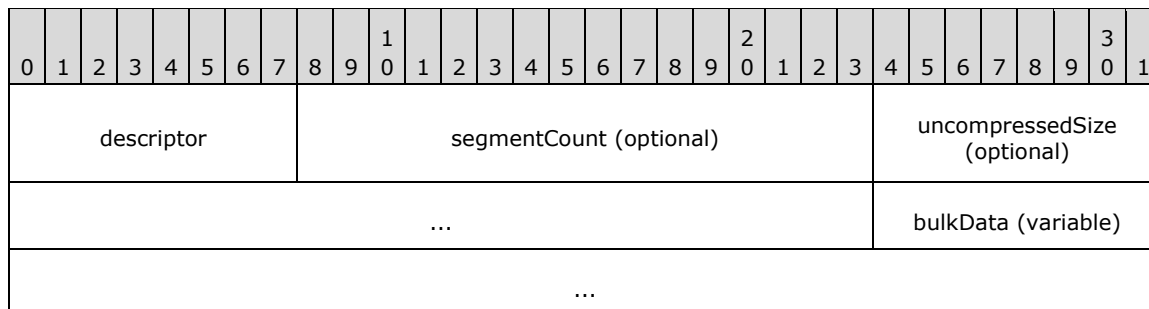 1 2 3
0 1 2 3 4 5 6 7 8 9 0 1 2 3 4 5 6 7 8 9 0 1 2 3 4 5 6 7 8 9 0 1
descriptor segmentCount (optional) uncompressedSize
(optional)
... bulkData (variable)
...